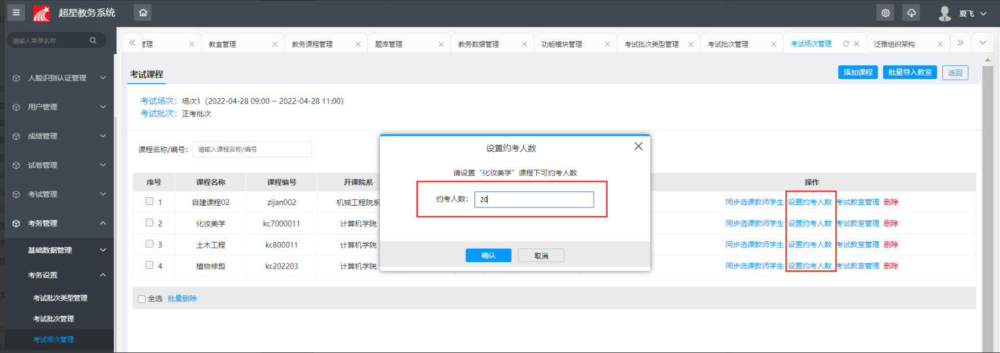 超星教务系统
夏飞
请输入菜单名称
管理
教室管理
教务课程管理
题库管理
教务数据管理
功能模块管理
考试批次类型管理
考试批次管理
考试场次管理
泛雅组织架构
人脸识别认证管理
用户管理
成绩管理
试卷管理
考试管理
考务管理
基础数据管理
考务设置
考试批次类型管理
考试批次管理
考试场次管理
考试课程
添加课程
批量导入教室
返回
考试场次：场次1（2022-04-28 09:00 ~ 2022-04-28 11:00）
考试批次：正考批次
课程名称/编号：请输入课程名称/编号
序号 课程名称 课程编号 开课院系 操作
1 自建课程02 zijan002 机械工程院系 同步选课教师学生 设置约考人数 考试教室管理 删除
2 化妆美学 kc7000011 计算机学院 同步选课教师学生 设置约考人数 考试教室管理 删除
3 土木工程 kc800011 计算机学院 同步选课教师学生 设置约考人数 考试教室管理 删除
4 植物修剪 kc202203 计算机学院 同步选课教师学生 设置约考人数 考试教室管理 删除
全选 批量删除
设置约考人数
请设置“化妆美学”课程下可约考人数
约考人数：20
确认
取消